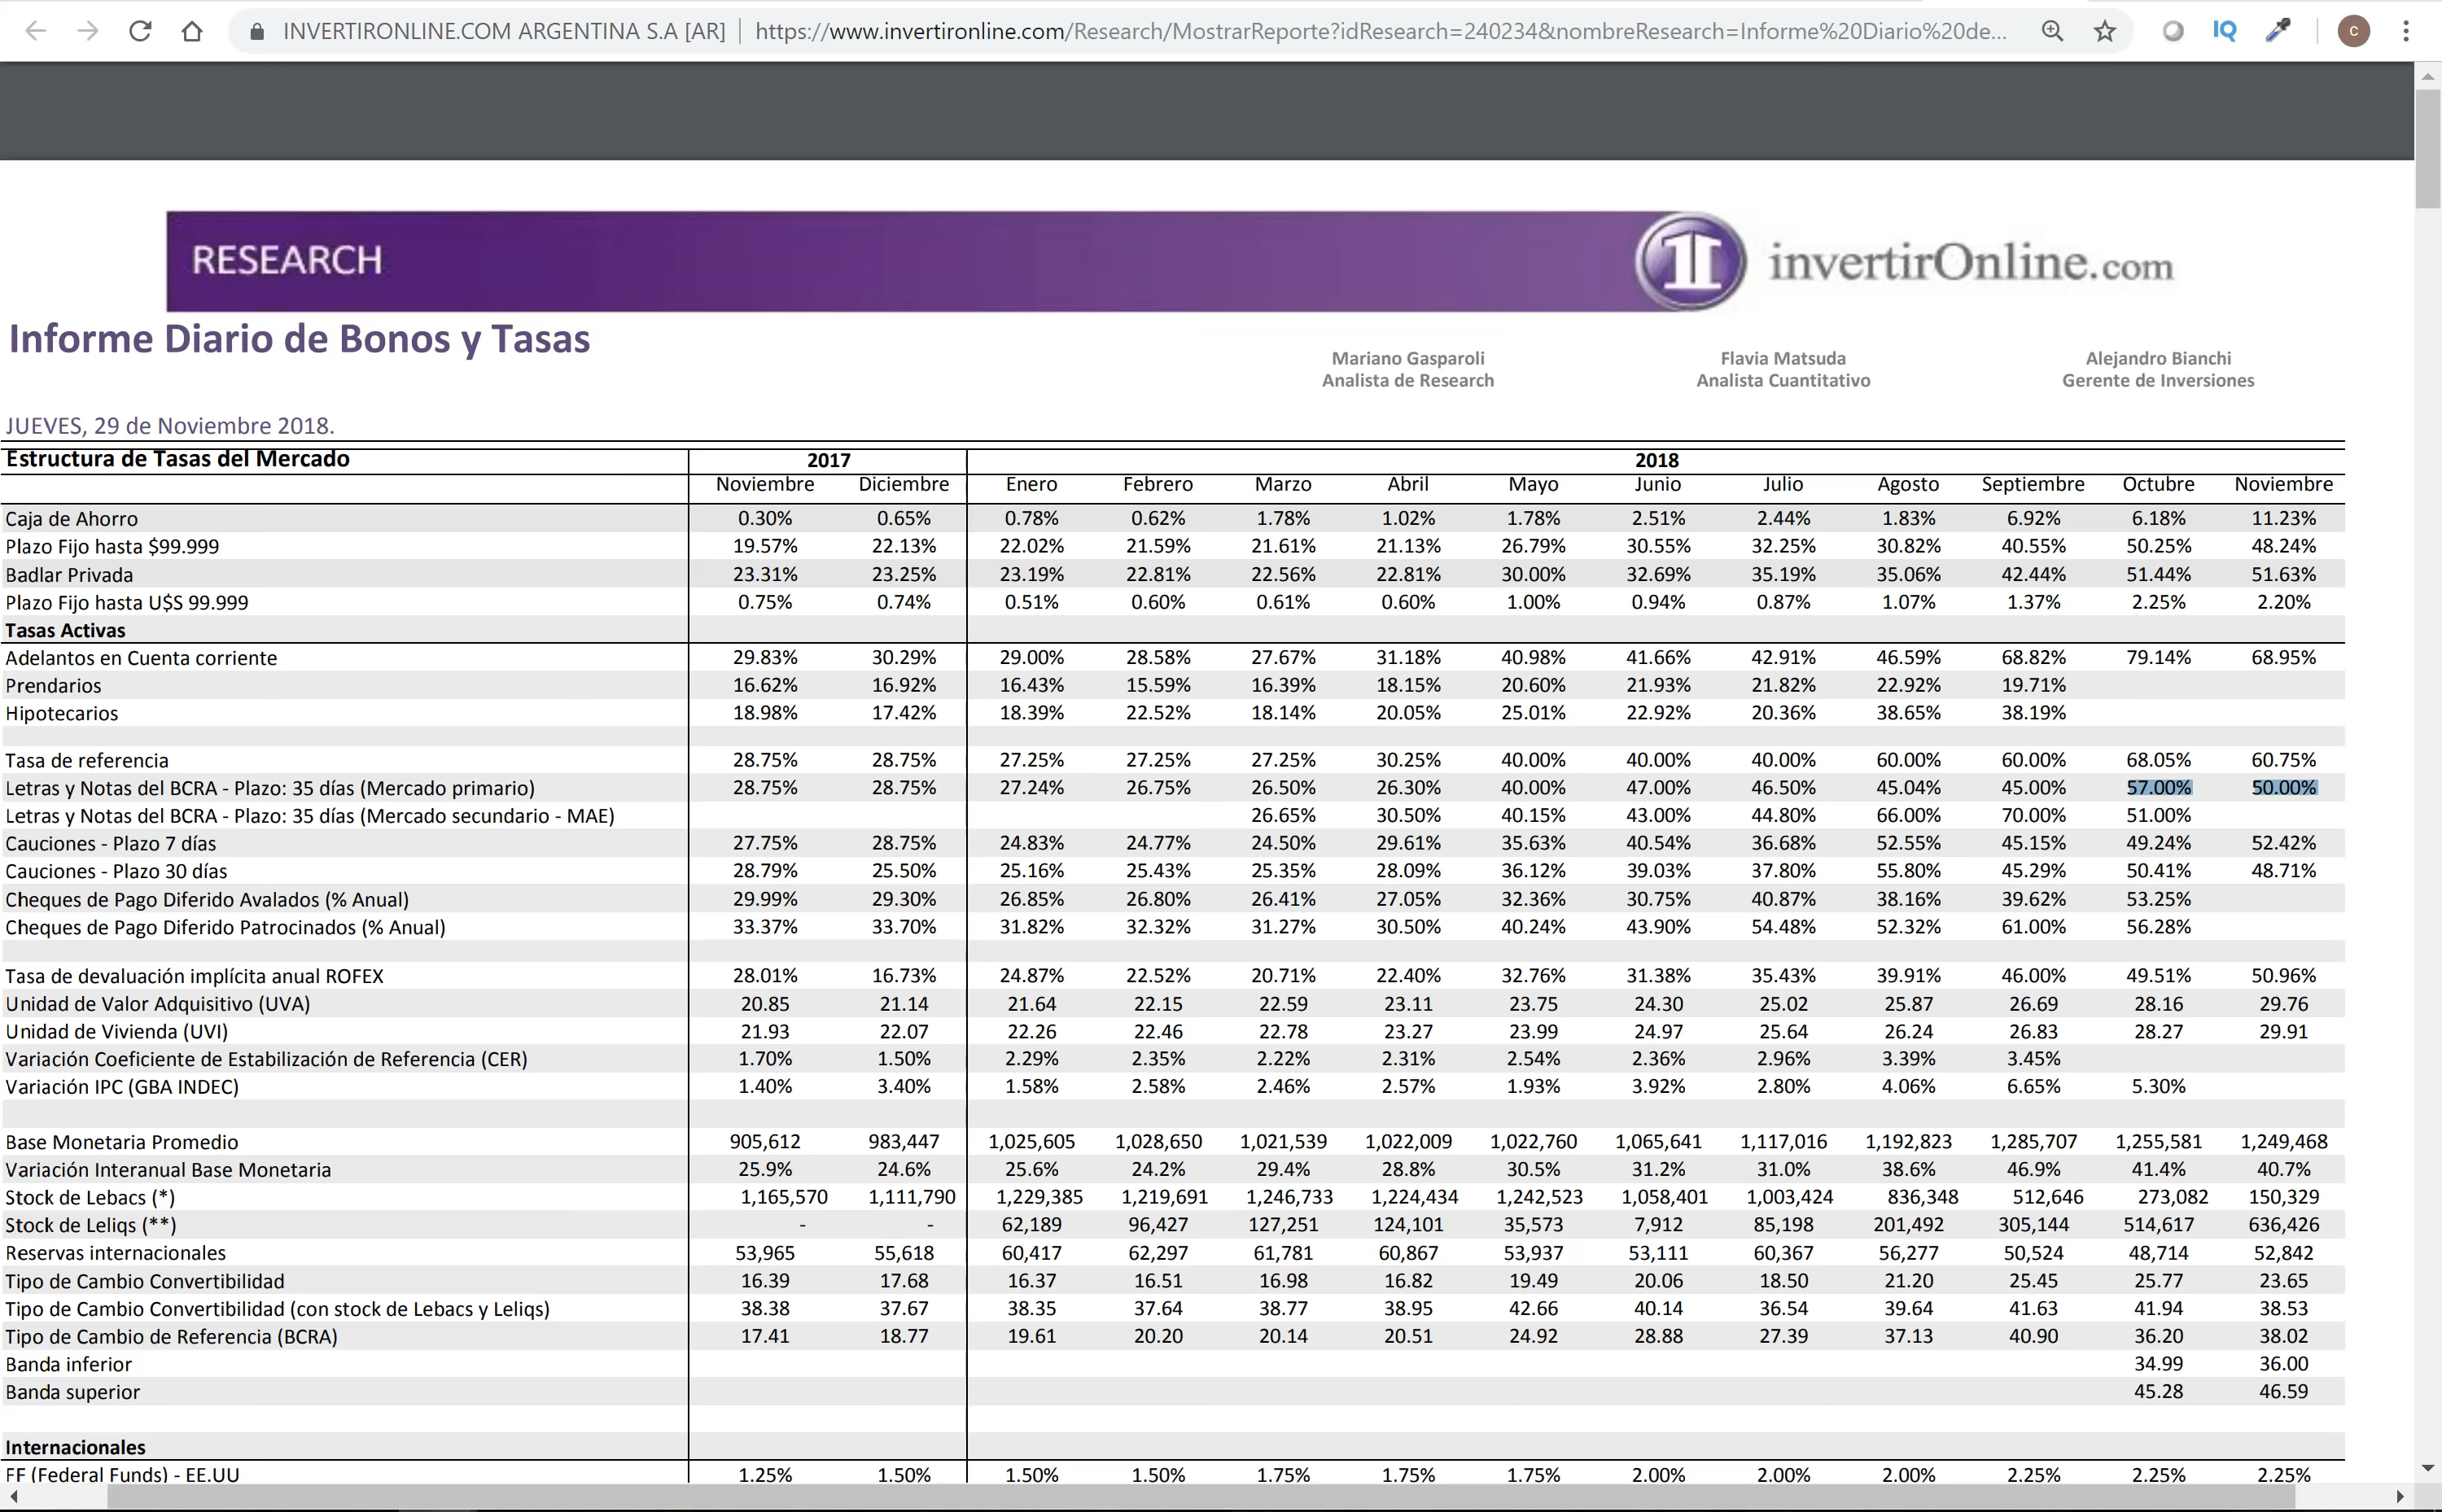 INVERTIRONLINE.COM ARGENTINA S.A [AR] | https://www.invertironline.com/Research/MostrarReporte?idResearch=240234&nombreResearch=Informe%20Diario%20de...
IQ
c
RESEARCH
invertirOnline.com
Informe Diario de Bonos y Tasas
Mariano Gasparoli Flavia Matsuda Alejandro Bianchi
Analista de Research Analista Cuantitativo Gerente de Inversiones
JUEVES, 29 de Noviembre 2018.
Estructura de Tasas del Mercado 2017 2018
Noviembre Diciembre Enero Febrero Marzo Abril Mayo Junio Julio Agosto Septiembre Octubre Noviembre
Caja de Ahorro 0.30% 0.65% 0.78% 0.62% 1.78% 1.02% 1.78% 2.51% 2.44% 1.83% 6.92% 6.18% 11.23%
Plazo Fijo hasta $99.999 19.57% 22.13% 22.02% 21.59% 21.61% 21.13% 26.79% 30.55% 32.25% 30.82% 40.55% 50.25% 48.24%
Badlar Privada 23.31% 23.25% 23.19% 22.81% 22.56% 22.81% 30.00% 32.69% 35.19% 35.06% 42.44% 51.44% 51.63%
Plazo Fijo hasta U$S 99.999 0.75% 0.74% 0.51% 0.60% 0.61% 0.60% 1.00% 0.94% 0.87% 1.07% 1.37% 2.25% 2.20%
Tasas Activas
Adelantos en Cuenta corriente 29.83% 30.29% 29.00% 28.58% 27.67% 31.18% 40.98% 41.66% 42.91% 46.59% 68.82% 79.14% 68.95%
Prendarios 16.62% 16.92% 16.43% 15.59% 16.39% 18.15% 20.60% 21.93% 21.82% 22.92% 19.71%
Hipotecarios 18.98% 17.42% 18.39% 22.52% 18.14% 20.05% 25.01% 22.92% 20.36% 38.65% 38.19%
Tasa de referencia 28.75% 28.75% 27.25% 27.25% 27.25% 30.25% 40.00% 40.00% 40.00% 60.00% 60.00% 68.05% 60.75%
Letras y Notas del BCRA - Plazo: 35 días (Mercado primario) 28.75% 28.75% 27.24% 26.75% 26.50% 26.30% 40.00% 47.00% 46.50% 45.04% 45.00% 57.00% 50.00%
Letras y Notas del BCRA - Plazo: 35 días (Mercado secundario - MAE) 26.65% 30.50% 40.15% 43.00% 44.80% 66.00% 70.00% 51.00%
Cauciones - Plazo 7 días 27.75% 28.75% 24.83% 24.77% 24.50% 29.61% 35.63% 40.54% 36.68% 52.55% 45.15% 49.24% 52.42%
Cauciones - Plazo 30 días 28.79% 25.50% 25.16% 25.43% 25.35% 28.09% 36.12% 39.03% 37.80% 55.80% 45.29% 50.41% 48.71%
Cheques de Pago Diferido Avalados (% Anual) 29.99% 29.30% 26.85% 26.80% 26.41% 27.05% 32.36% 30.75% 40.87% 38.16% 39.62% 53.25%
Cheques de Pago Diferido Patrocinados (% Anual) 33.37% 33.70% 31.82% 32.32% 31.27% 30.50% 40.24% 43.90% 54.48% 52.32% 61.00% 56.28%
Tasa de devaluación implícita anual ROFEX 28.01% 16.73% 24.87% 22.52% 20.71% 22.40% 32.76% 31.38% 35.43% 39.91% 46.00% 49.51% 50.96%
Unidad de Valor Adquisitivo (UVA) 20.85 21.14 21.64 22.15 22.59 23.11 23.75 24.30 25.02 25.87 26.69 28.16 29.76
Unidad de Vivienda (UVI) 21.93 22.07 22.26 22.46 22.78 23.27 23.99 24.97 25.64 26.24 26.83 28.27 29.91
Variación Coeficiente de Estabilización de Referencia (CER) 1.70% 1.50% 2.29% 2.35% 2.22% 2.31% 2.54% 2.36% 2.96% 3.39% 3.45%
Variación IPC (GBA INDEC) 1.40% 3.40% 1.58% 2.58% 2.46% 2.57% 1.93% 3.92% 2.80% 4.06% 6.65% 5.30%
Base Monetaria Promedio 905,612 983,447 1,025,605 1,028,650 1,021,539 1,022,009 1,022,760 1,065,641 1,117,016 1,192,823 1,285,707 1,255,581 1,249,468
Variación Interanual Base Monetaria 25.9% 24.6% 25.6% 24.2% 29.4% 28.8% 30.5% 31.2% 31.0% 38.6% 46.9% 41.4% 40.7%
Stock de Lebacs (*) 1,165,570 1,111,790 1,229,385 1,219,691 1,246,733 1,224,434 1,242,523 1,058,401 1,003,424 836,348 512,646 273,082 150,329
Stock de Leliqs (**) - - 62,189 96,427 127,251 124,101 35,573 7,912 85,198 201,492 305,144 514,617 636,426
Reservas internacionales 53,965 55,618 60,417 62,297 61,781 60,867 53,937 53,111 60,367 56,277 50,524 48,714 52,842
Tipo de Cambio Convertibilidad 16.39 17.68 16.37 16.51 16.98 16.82 19.49 20.06 18.50 21.20 25.45 25.77 23.65
Tipo de Cambio Convertibilidad (con stock de Lebacs y Leliqs) 38.38 37.67 38.35 37.64 38.77 38.95 42.66 40.14 36.54 39.64 41.63 41.94 38.53
Tipo de Cambio de Referencia (BCRA) 17.41 18.77 19.61 20.20 20.14 20.51 24.92 28.88 27.39 37.13 40.90 36.20 38.02
Banda inferior 34.99 36.00
Banda superior 45.28 46.59
Internacionales
FF (Federal Funds) - EE.UU 1.25% 1.50% 1.50% 1.50% 1.75% 1.75% 1.75% 2.00% 2.00% 2.00% 2.25% 2.25% 2.25%